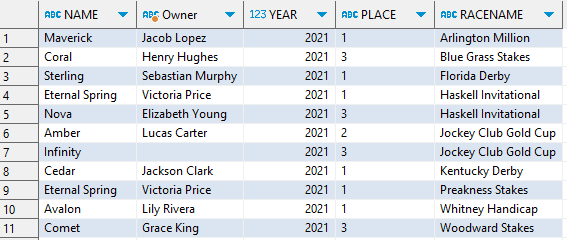 ABC NAME ABC Owner 123 YEAR ABC PLACE ABC RACENAME
1 Maverick Jacob Lopez 2021 1 Arlington Million
2 Coral Henry Hughes 2021 3 Blue Grass Stakes
3 Sterling Sebastian Murphy 2021 1 Florida Derby
4 Eternal Spring Victoria Price 2021 1 Haskell Invitational
5 Nova Elizabeth Young 2021 3 Haskell Invitational
6 Amber Lucas Carter 2021 2 Jockey Club Gold Cup
7 Infinity 2021 3 Jockey Club Gold Cup
8 Cedar Jackson Clark 2021 1 Kentucky Derby
9 Eternal Spring Victoria Price 2021 1 Preakness Stakes
10 Avalon Lily Rivera 2021 1 Whitney Handicap
11 Comet Grace King 2021 3 Woodward Stakes